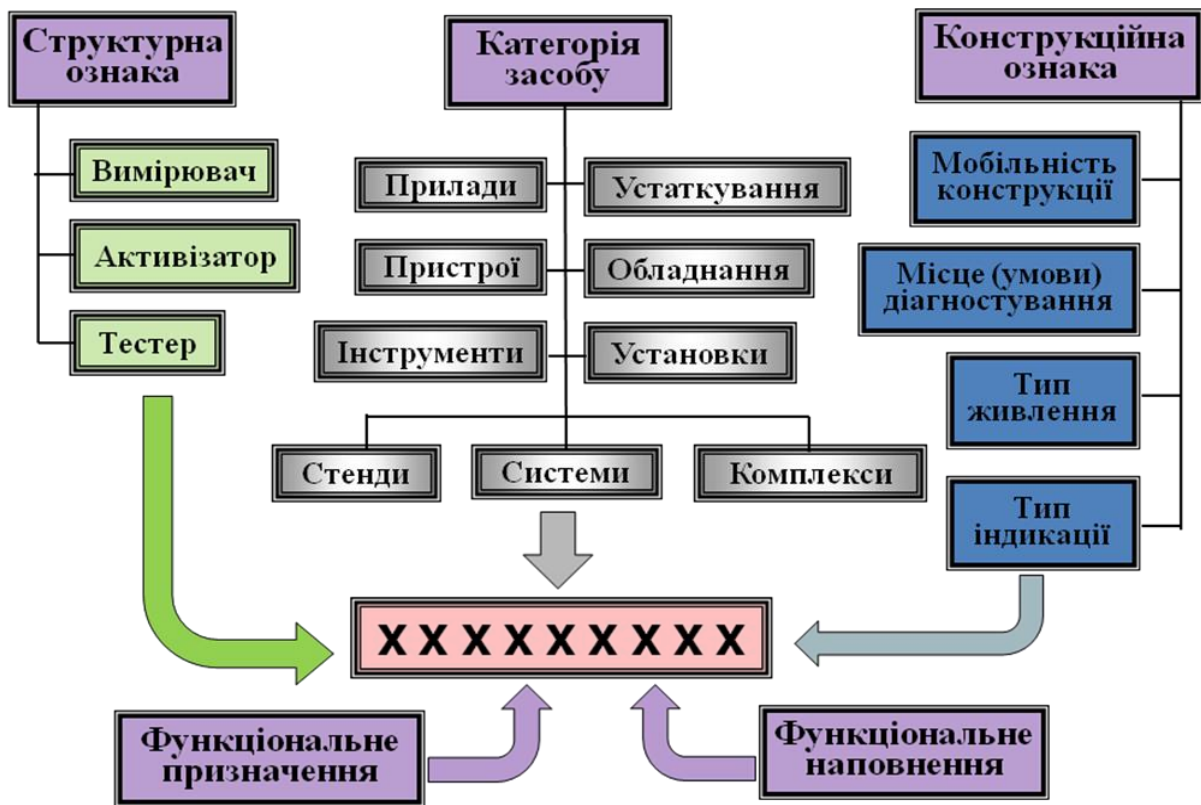 Структурна
ознака
Вимірювач
Активізатор
Тестер
Категорія
засобу
Прилади
Устаткування
Пристрої
Обладнання
Інструменти
Установки
Стенди
Системи
Комплекси
Конструкційна
ознака
Мобільність
конструкції
Місце (умови)
діагностування
Тип
живлення
Тип
індикації
X X X X X X X X X
Функціональне
призначення
Функціональне
наповнення